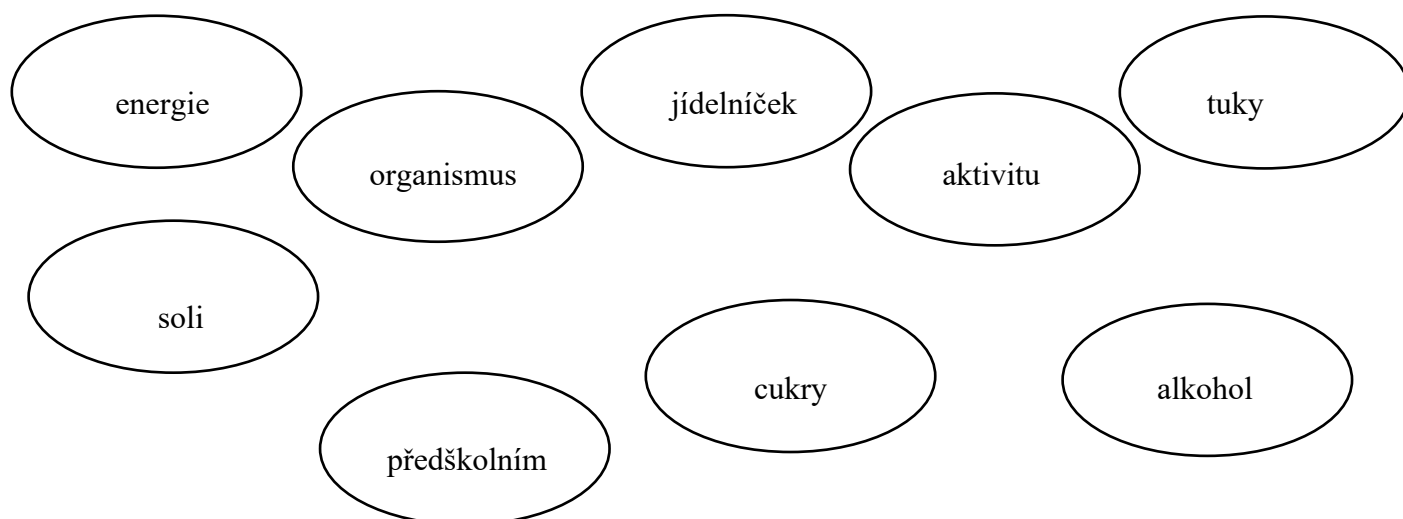 energie
jídelníček
tuky
organismus
aktivitu
soli
cukry
alkohol
předškolním